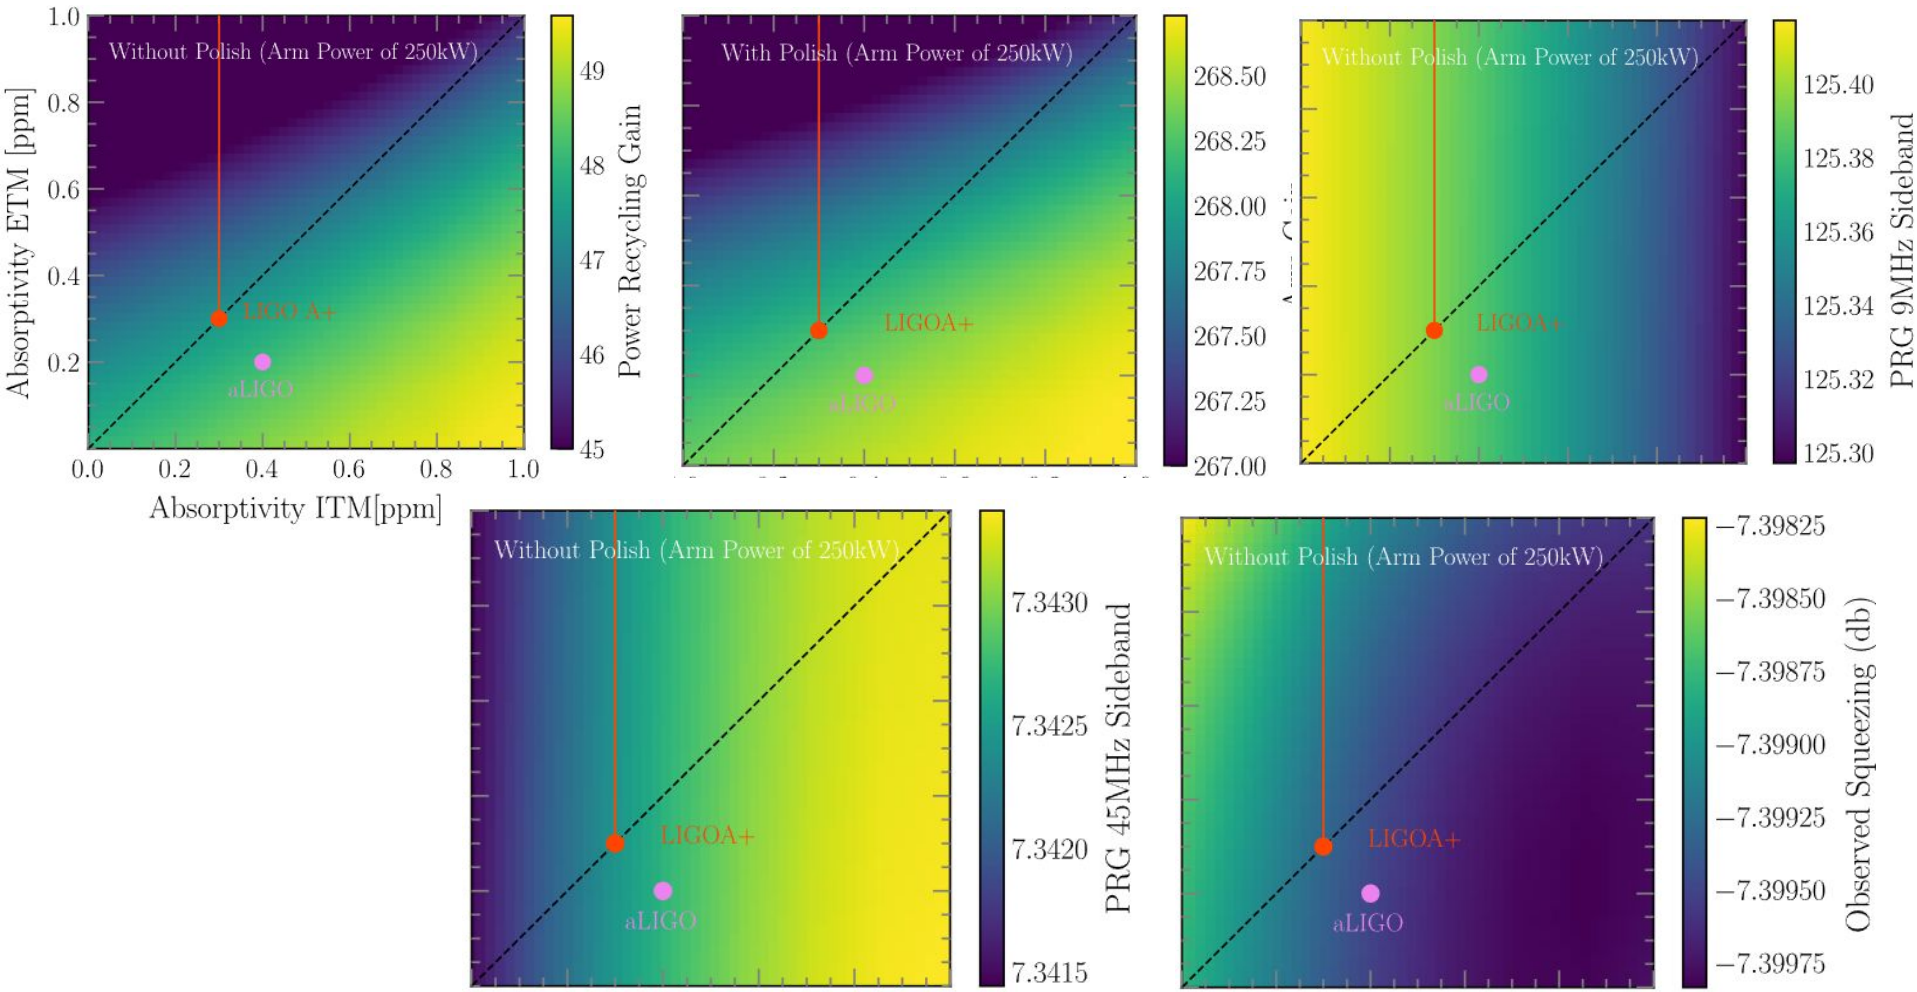 Without Polish (Arm Power of 250kW)
1.0
0.8
0.6
0.4
0.2
Absorptivity ETM [ppm]
LIGO A+
aLIGO
0.0 0.2 0.4 0.6 0.8 1.0
Absorptivity ITM[ppm]
49
48
47
46
45
Power Recycling Gain
With Polish (Arm Power of 250kW)
LIGOA+
aLIGO
268.50
268.25
268.00
267.75
267.50
267.25
267.00
Without Polish (Arm Power of 250kW)
LIGOA+
aLIGO
125.40
125.38
125.36
125.34
125.32
125.30
PRG 9MHz Sideband
Without Polish (Arm Power of 250kW)
LIGOA+
aLIGO
7.3430
7.3425
7.3420
7.3415
PRG 45MHz Sideband
Without Polish (Arm Power of 250kW)
LIGOA+
aLIGO
−7.39825
−7.39850
−7.39875
−7.39900
−7.39925
−7.39950
−7.39975
Observed Squeezing (db)